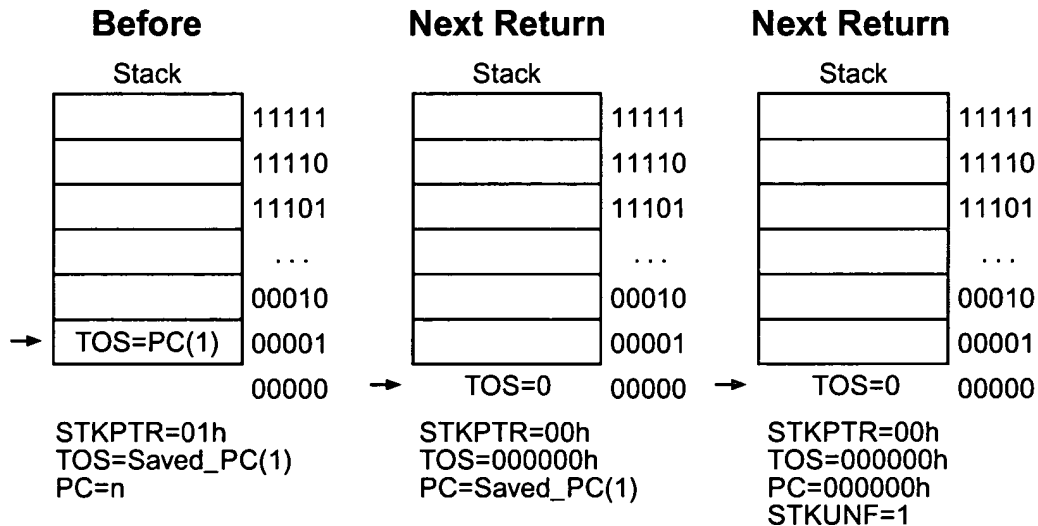 Before
Stack
11111
11110
11101
...
00010
TOS=PC(1) 00001
00000
STKPTR=01h
TOS=Saved_PC(1)
PC=n
Next Return
Stack
11111
11110
11101
...
00010
00001
TOS=0 00000
STKPTR=00h
TOS=000000h
PC=Saved_PC(1)
Next Return
Stack
11111
11110
11101
...
00010
00001
TOS=0 00000
STKPTR=00h
TOS=000000h
PC=000000h
STKUNF=1